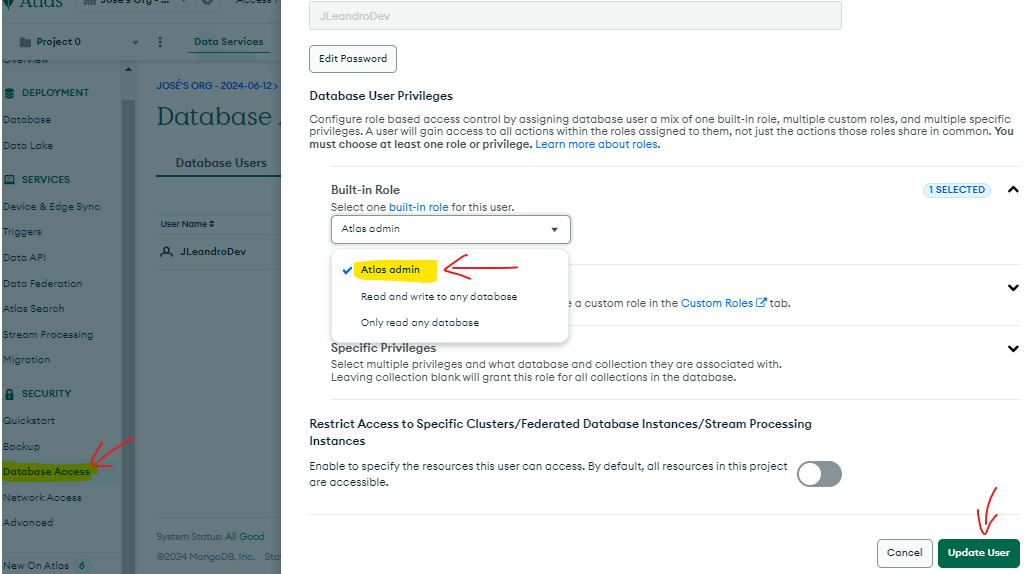 Atlas
Project 0
Data Services
Overview
DEPLOYMENT
Database
Data Lake
SERVICES
Device & Edge Sync
Triggers
Data API
Data Federation
Atlas Search
Stream Processing
Migration
SECURITY
Quickstart
Backup
Database Access
Network Access
Advanced
New On Atlas 6
JOSÉ'S ORG - 2024-06-12 >
Database
Database Users
User Name
JLeandroDev
System Status: All Good
©2024 MongoDB, Inc.
JLeandroDev
Edit Password
Database User Privileges
Configure role based access control by assigning database user a mix of one built-in role, multiple custom roles, and multiple specific
privileges. A user will gain access to all actions within the roles assigned to them, not just the actions those roles share in common. You
must choose at least one role or privilege. Learn more about roles.
Built-in Role
1 SELECTED
Select one built-in role for this user.
Atlas admin
Atlas admin
Read and write to any database
Only read any database
e a custom role in the Custom Roles tab.
Specific Privileges
Select multiple privileges and what database and collection they are associated with.
Leaving collection blank will grant this role for all collections in the database.
Restrict Access to Specific Clusters/Federated Database Instances/Stream Processing
Instances
Enable to specify the resources this user can access. By default, all resources in this project
are accessible.
Cancel
Update User